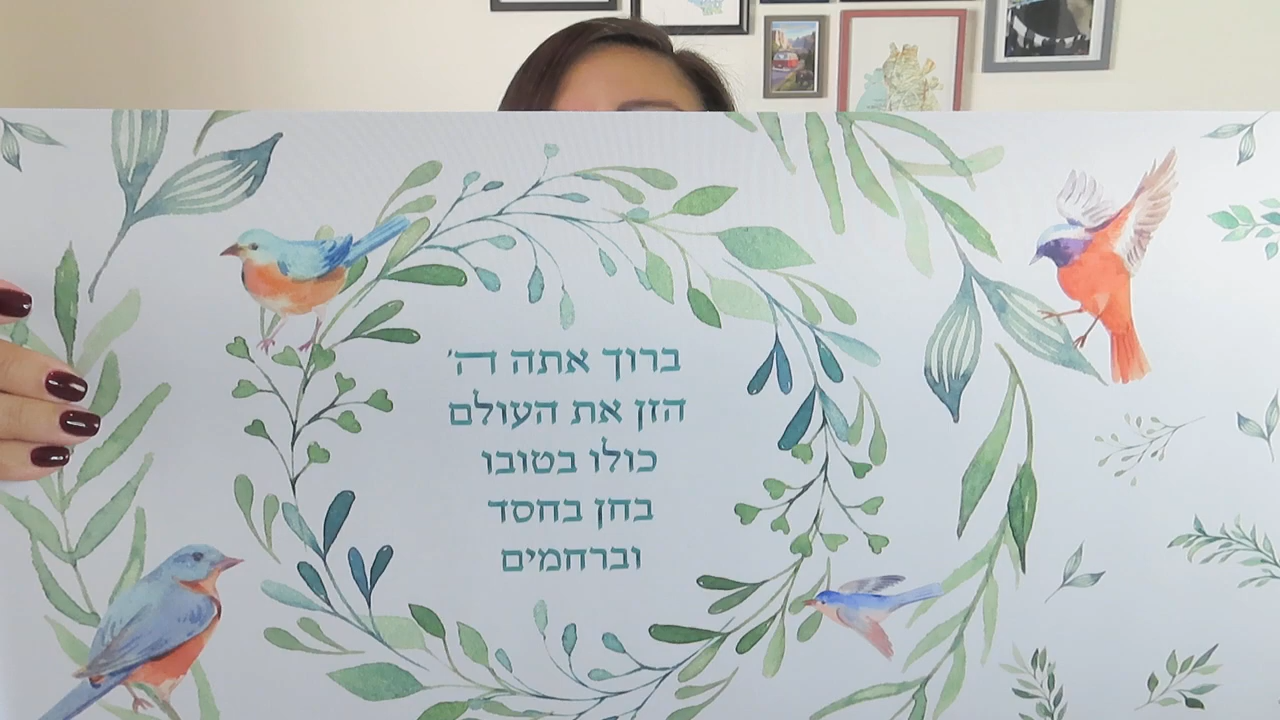 ברוך אתה ה'
הזן את העולם
כולו בטובו
בחן בחסד
וברחמים